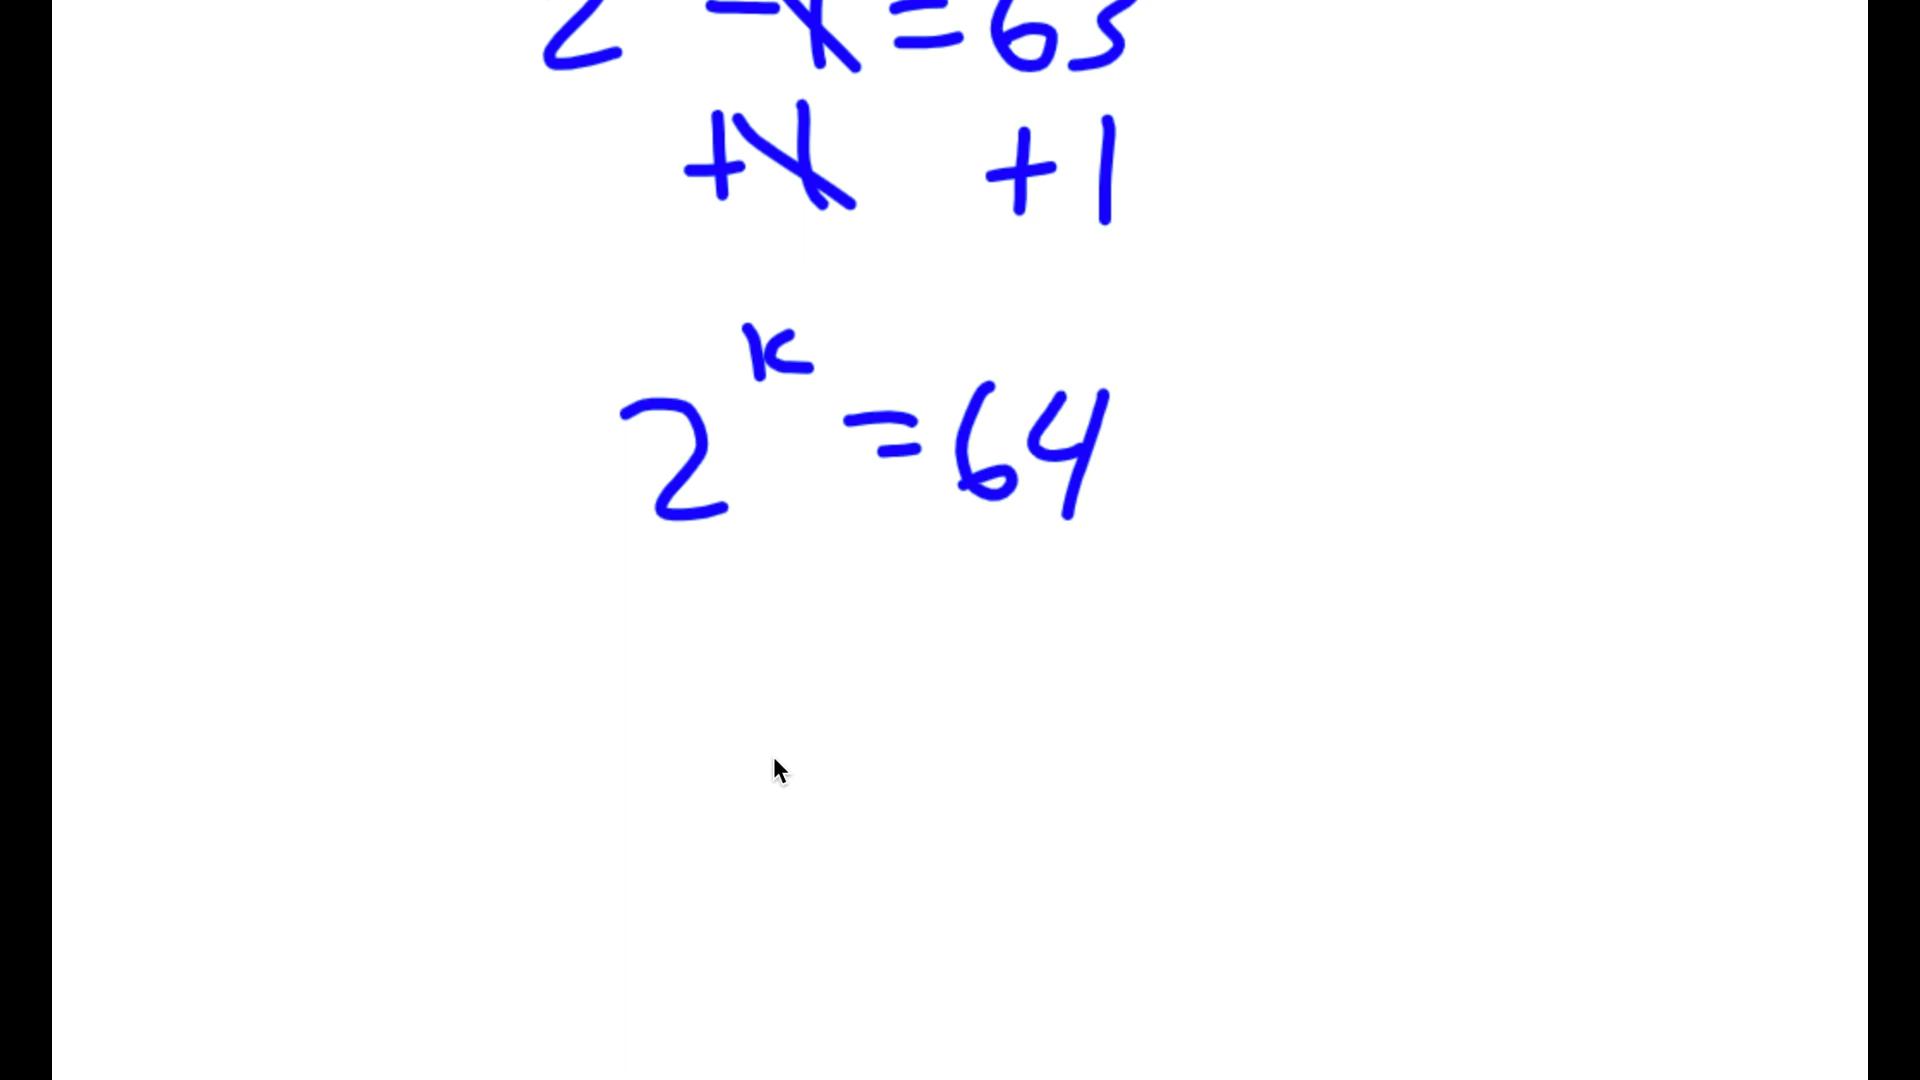 2 - 1 = 63
+1 +1
2^k = 64